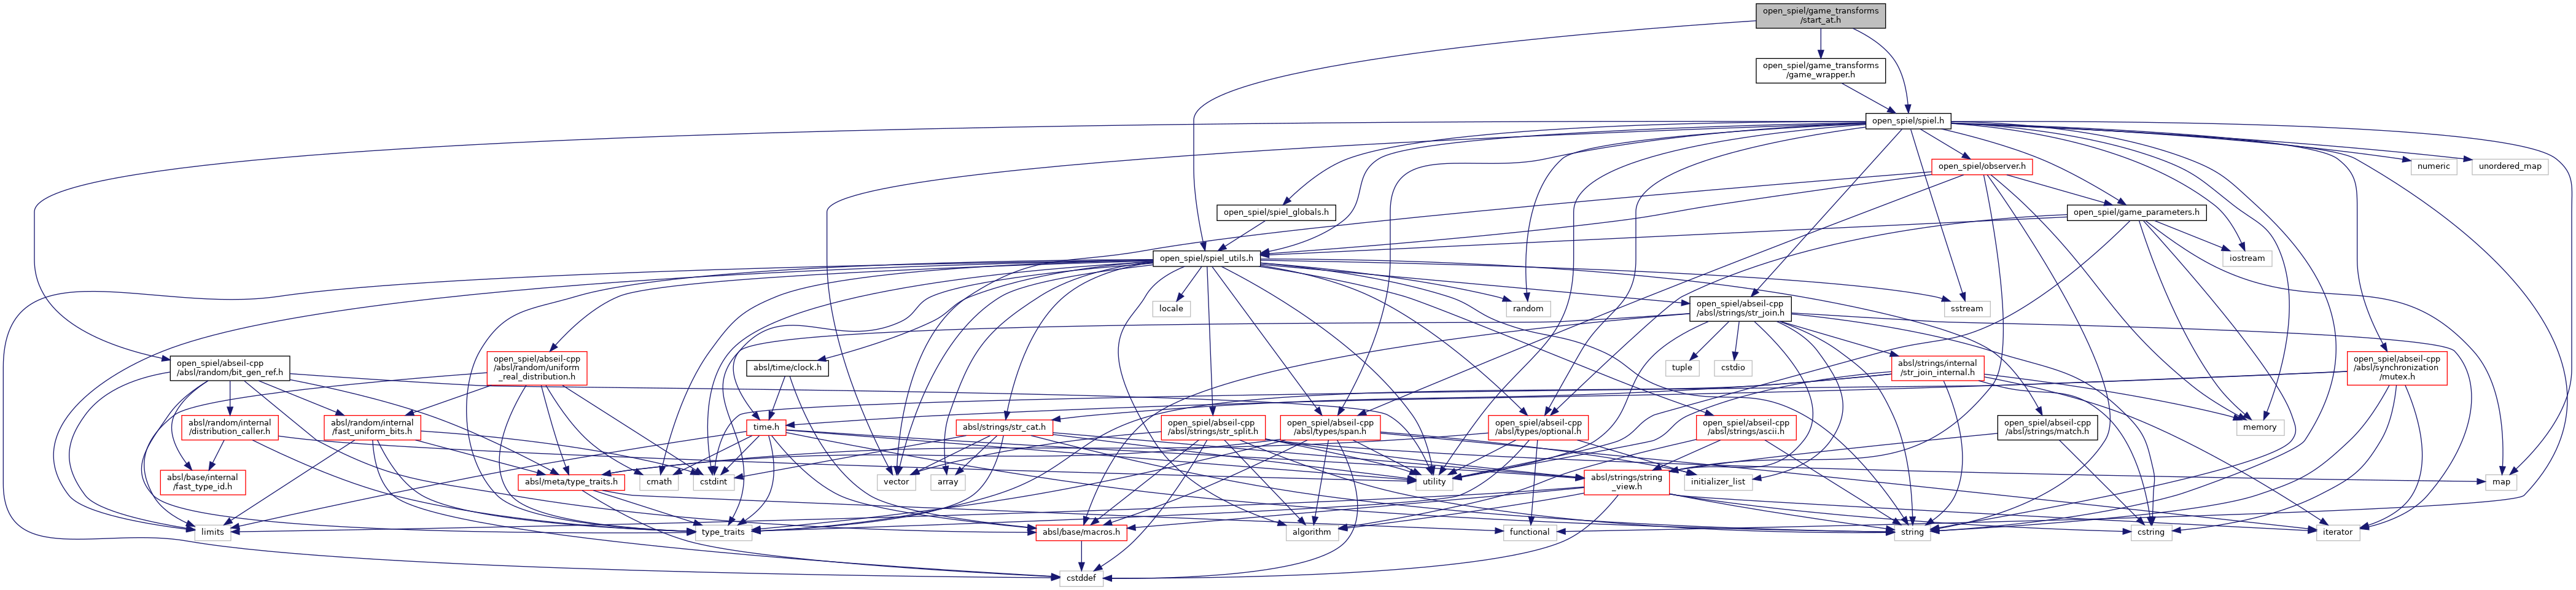 open_spiel/game_transforms
/start_at.h
open_spiel/game_transforms
/game_wrapper.h
open_spiel/spiel.h
open_spiel/observer.h
numeric
unordered_map
open_spiel/spiel_globals.h
open_spiel/game_parameters.h
open_spiel/spiel_utils.h
iostream
locale
random
open_spiel/abseil-cpp
/absl/strings/str_join.h
sstream
open_spiel/abseil-cpp
/absl/random/bit_gen_ref.h
open_spiel/abseil-cpp
/absl/random/uniform
_real_distribution.h
absl/time/clock.h
tuple
cstdio
absl/strings/internal
/str_join_internal.h
open_spiel/abseil-cpp
/absl/synchronization
/mutex.h
absl/random/internal
/distribution_caller.h
absl/random/internal
/fast_uniform_bits.h
time.h
absl/strings/str_cat.h
open_spiel/abseil-cpp
/absl/strings/str_split.h
open_spiel/abseil-cpp
/absl/types/span.h
open_spiel/abseil-cpp
/absl/types/optional.h
open_spiel/abseil-cpp
/absl/strings/ascii.h
open_spiel/abseil-cpp
/absl/strings/match.h
memory
absl/base/internal
/fast_type_id.h
absl/meta/type_traits.h
cmath
cstdint
vector
array
utility
absl/strings/string
_view.h
initializer_list
map
limits
type_traits
absl/base/macros.h
algorithm
functional
string
cstring
iterator
cstddef